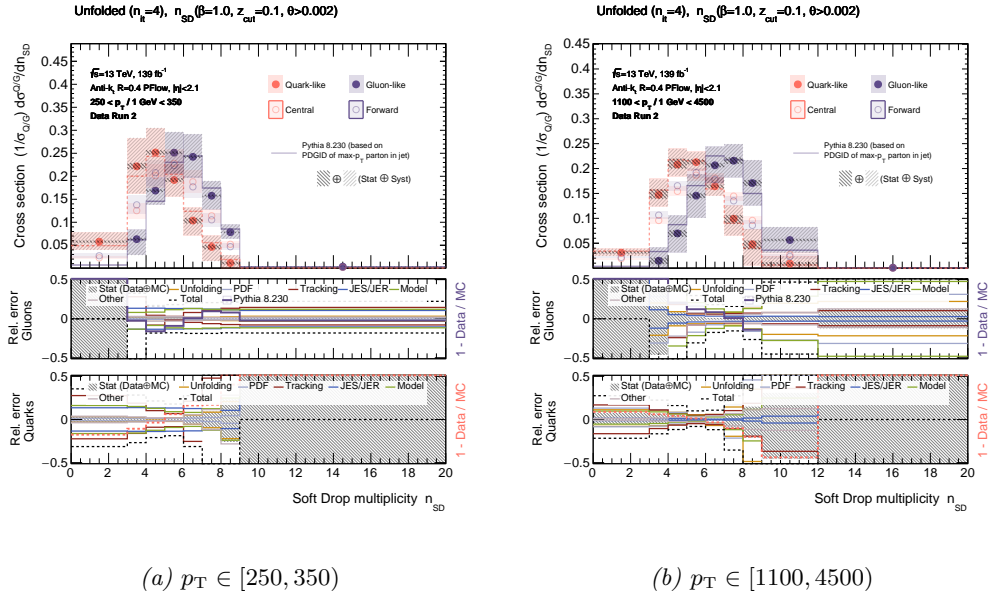 Unfolded (n_it=4), n_SD(β=1.0, z_cut=0.1, θ>0.002)
Cross section (1/σ_Q/G) dσ^Q/G/dn_SD
0.45
0.4
0.35
0.3
0.25
0.2
0.15
0.1
0.05
√s=13 TeV, 139 fb⁻¹
Anti-k_t R=0.4 PFlow, |η|<2.1
250 < p_T / 1 GeV < 350
Data Run 2
Quark-like
Gluon-like
Central
Forward
Pythia 8.230 (based on
PDGID of max-p_T parton in jet)
⊕ (Stat ⊕ Syst)
Rel. error
Gluons
0.5
0
−0.5
Stat (Data⊕MC) Unfolding PDF Tracking JES/JER Model
Other Total Pythia 8.230
1 - Data / MC
Rel. error
Quarks
0.5
0
−0.5
Stat (Data⊕MC) Unfolding PDF Tracking JES/JER Model
Other Total
1 - Data / MC
0 2 4 6 8 10 12 14 16 18 20
Soft Drop multiplicity n_SD
(a) p_T ∈ [250, 350)
Unfolded (n_it=4), n_SD(β=1.0, z_cut=0.1, θ>0.002)
Cross section (1/σ_Q/G) dσ^Q/G/dn_SD
0.45
0.4
0.35
0.3
0.25
0.2
0.15
0.1
0.05
√s=13 TeV, 139 fb⁻¹
Anti-k_t R=0.4 PFlow, |η|<2.1
1100 < p_T / 1 GeV < 4500
Data Run 2
Quark-like
Gluon-like
Central
Forward
Pythia 8.230 (based on
PDGID of max-p_T parton in jet)
⊕ (Stat ⊕ Syst)
Rel. error
Gluons
0.5
0
−0.5
Stat (Data⊕MC) Unfolding PDF Tracking JES/JER Model
Other Total Pythia 8.230
1 - Data / MC
Rel. error
Quarks
0.5
0
−0.5
Stat (Data⊕MC) Unfolding PDF Tracking JES/JER Model
Other Total
1 - Data / MC
0 2 4 6 8 10 12 14 16 18 20
Soft Drop multiplicity n_SD
(b) p_T ∈ [1100, 4500)